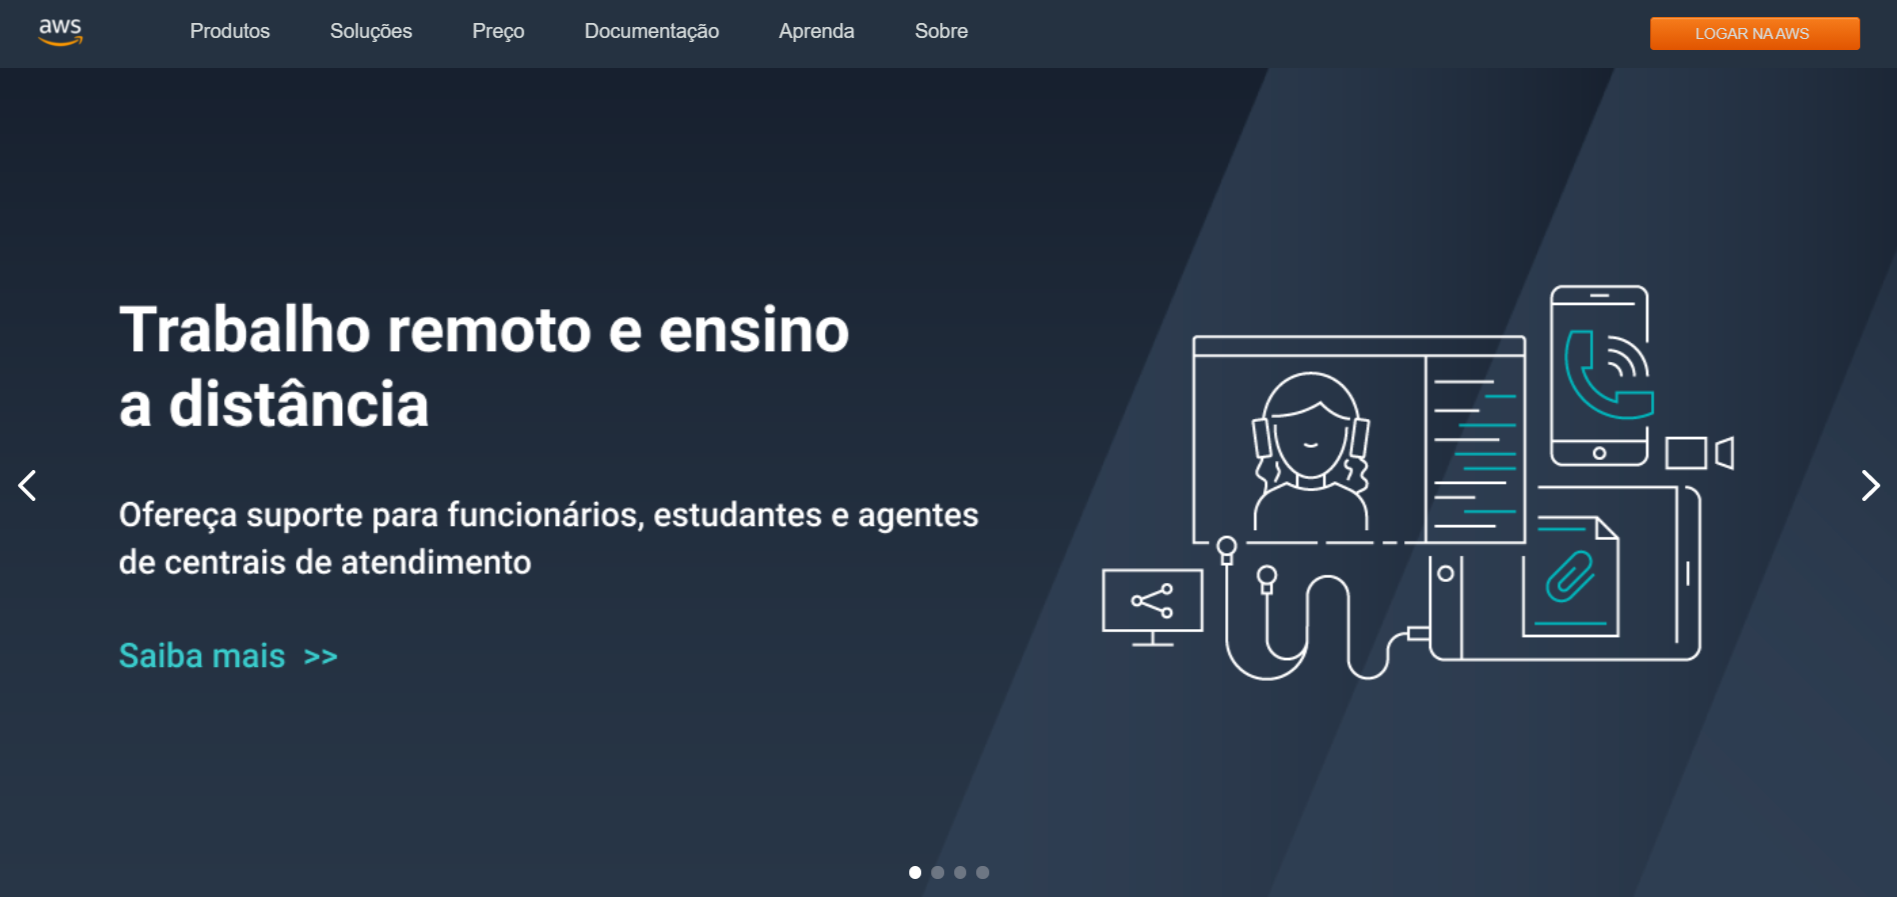 aws
Produtos Soluções Preço Documentação Aprenda Sobre
LOGAR NA AWS
Trabalho remoto e ensino
a distância
Ofereça suporte para funcionários, estudantes e agentes
de centrais de atendimento
Saiba mais >>